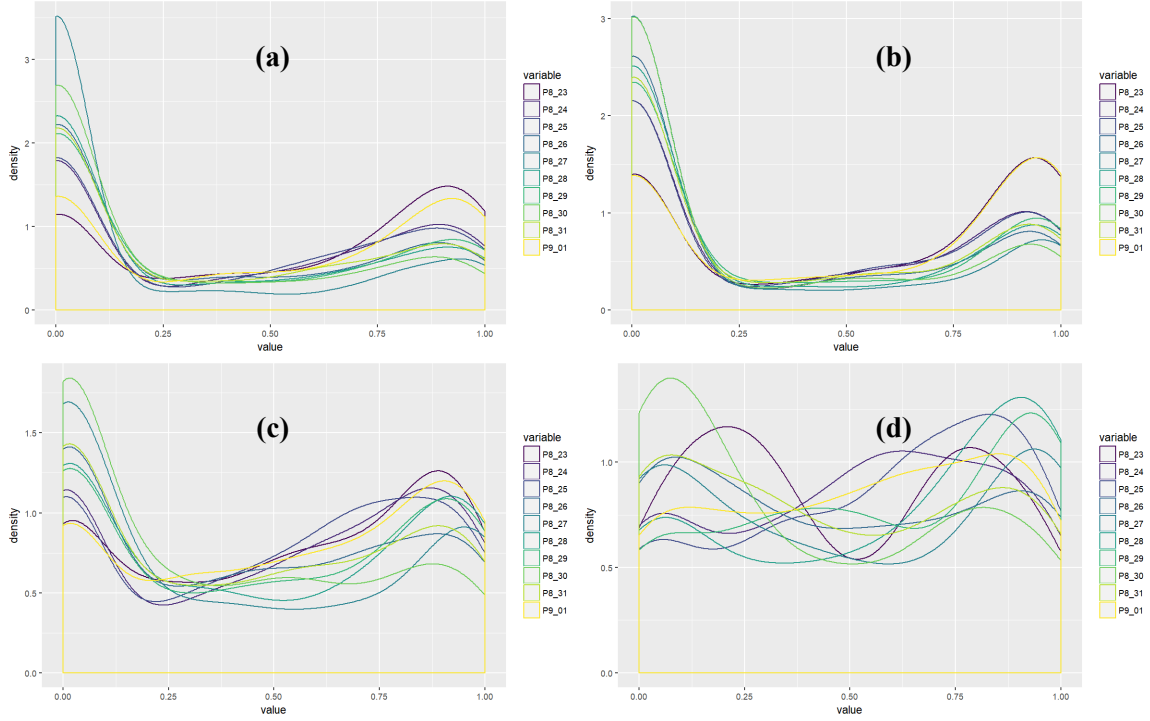 (a)
density
3
2
1
0
0.00 0.25 0.50 0.75 1.00
value
variable
P8_23
P8_24
P8_25
P8_26
P8_27
P8_28
P8_29
P8_30
P8_31
P9_01
(b)
density
3
2
1
0
0.00 0.25 0.50 0.75 1.00
value
variable
P8_23
P8_24
P8_25
P8_26
P8_27
P8_28
P8_29
P8_30
P8_31
P9_01
(c)
density
1.5
1.0
0.5
0.0
0.00 0.25 0.50 0.75 1.00
value
variable
P8_23
P8_24
P8_25
P8_26
P8_27
P8_28
P8_29
P8_30
P8_31
P9_01
(d)
density
1.0
0.5
0.0
0.00 0.25 0.50 0.75 1.00
value
variable
P8_23
P8_24
P8_25
P8_26
P8_27
P8_28
P8_29
P8_30
P8_31
P9_01